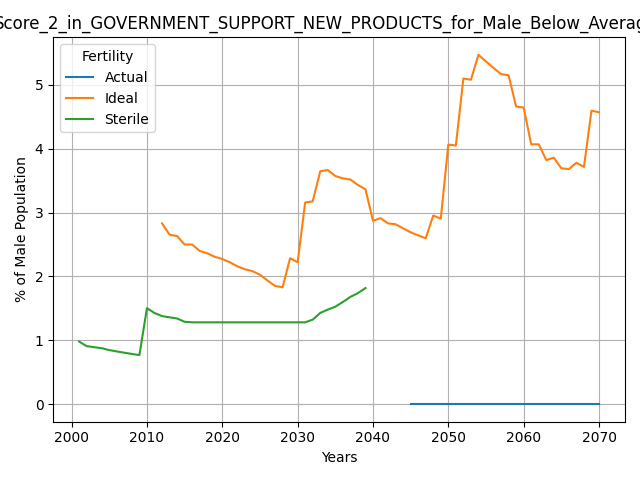 Score_2_in_GOVERNMENT_SUPPORT_NEW_PRODUCTS_for_Male_Below_Averag
Fertility
Actual
Ideal
Sterile
% of Male Population
5
4
3
2
1
0
2000 2010 2020 2030 2040 2050 2060 2070
Years